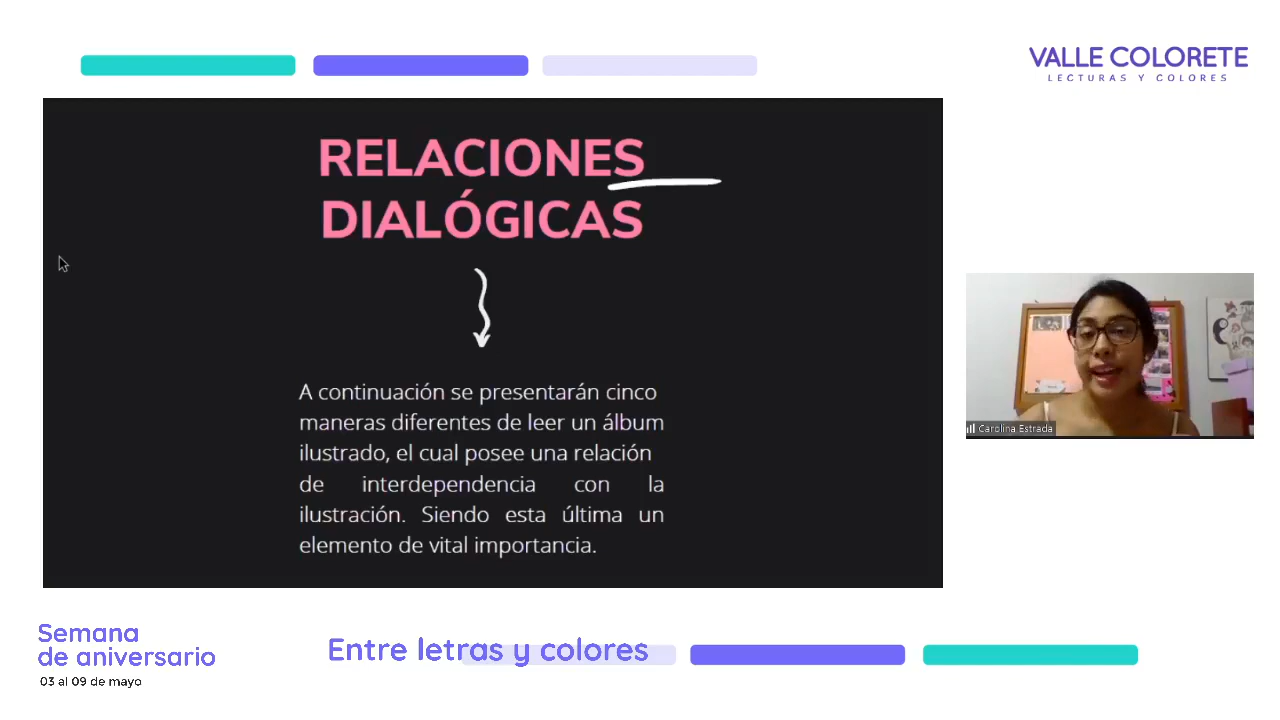 VALLE COLORETE
LECTURAS Y COLORES
RELACIONES
DIALÓGICAS
A continuación se presentarán cinco
maneras diferentes de leer un álbum
ilustrado, el cual posee una relación
de interdependencia con la
ilustración. Siendo esta última un
elemento de vital importancia.
Carolina Estrada
Semana
de aniversario
03 al 09 de mayo
Entre letras y colores